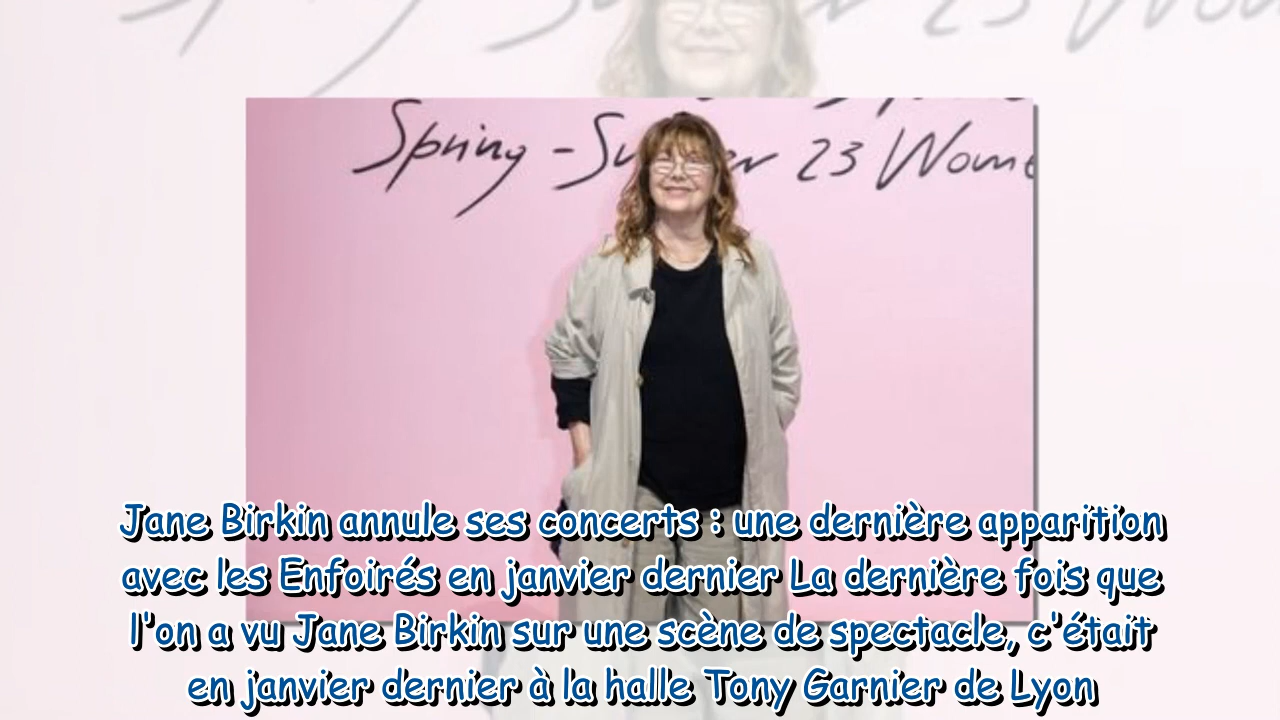 Spring - Su er 23 Wome
Jane Birkin annule ses concerts : une dernière apparition
avec les Enfoirés en janvier dernier La dernière fois que
l'on a vu Jane Birkin sur une scène de spectacle, c'était
en janvier dernier à la halle Tony Garnier de Lyon